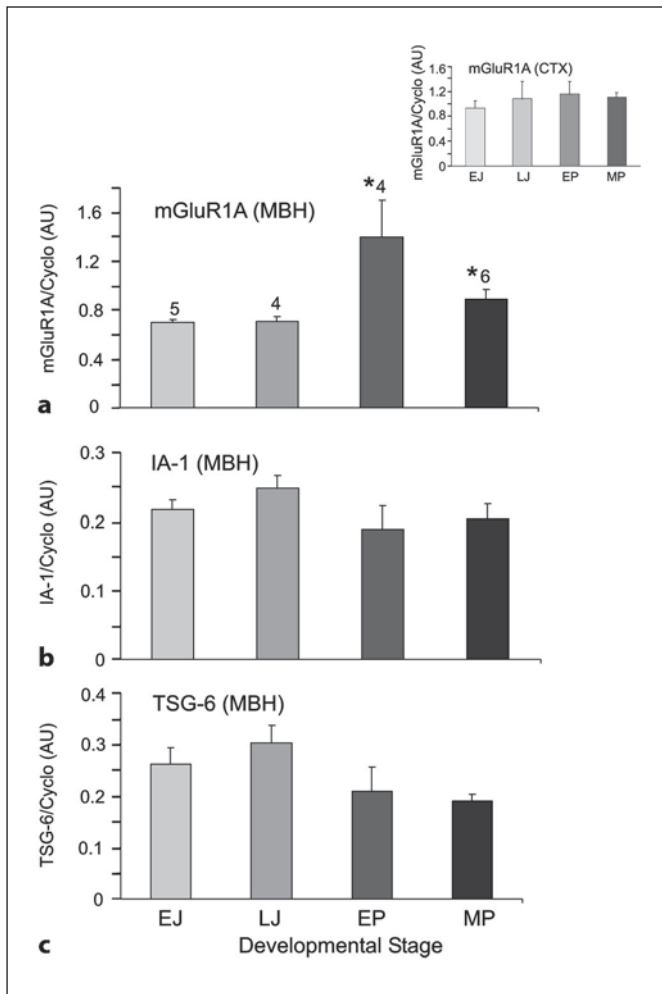 mGluR1A (CTX)
mGluR1A/Cyclo (AU)
1.6
1.2
0.8
0.4
0
EJ LJ EP MP
a
mGluR1A (MBH)
mGluR1A/Cyclo (AU)
1.6
1.2
0.8
0.4
0
5 4 *4 *6
b
IA-1 (MBH)
IA-1/Cyclo (AU)
0.3
0.2
0.1
0
c
TSG-6 (MBH)
TSG-6/Cyclo (AU)
0.4
0.3
0.2
0.1
0
EJ LJ EP MP
Developmental Stage